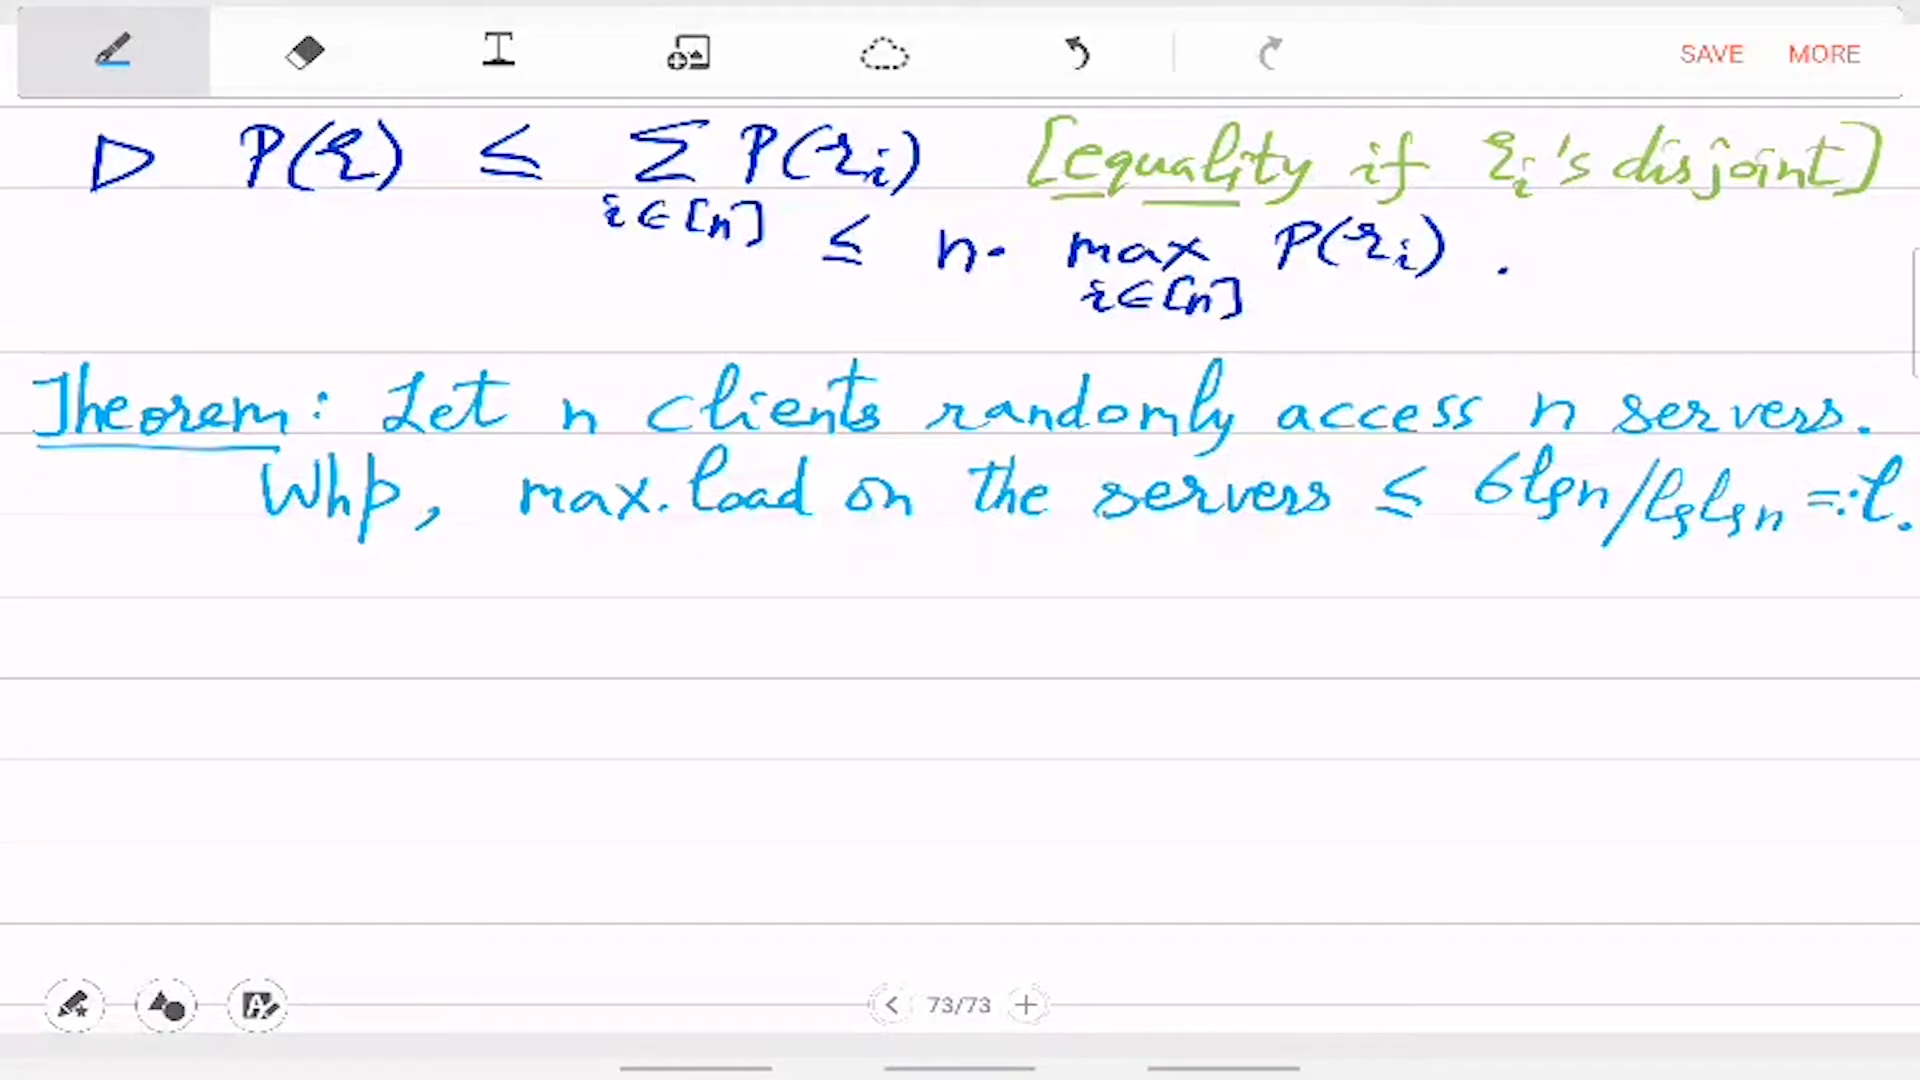 SAVE MORE
▷ P(ℰ) ≤ Σ P(ℰi) [equality if ℰi's disjoint]
i∈[n]
≤ n. max P(ℰi).
i∈[n]
Theorem: Let n clients randomly access n servers.
Whp, max. load on the servers ≤ 6lgn/lglgn =: l.
73/73